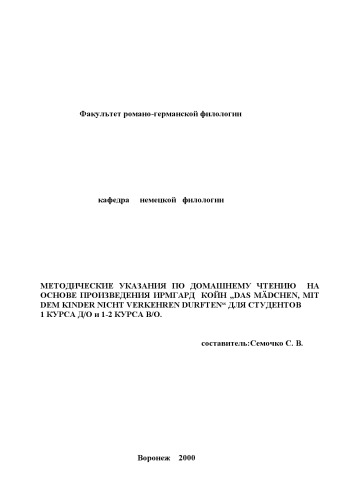 Факультет романо-германской филологии
кафедра немецкой филологии
МЕТОДИЧЕСКИЕ УКАЗАНИЯ ПО ДОМАШНЕМУ ЧТЕНИЮ НА
ОСНОВЕ ПРОИЗВЕДЕНИЯ ИРМГАРД КОЙН „DAS MÄDCHEN, MIT
DEM KINDER NICHT VERKEHREN DURFTEN“ ДЛЯ СТУДЕНТОВ
1 КУРСА Д/О и 1-2 КУРСА В/О.
составитель:Семочко С. В.
Воронеж 2000